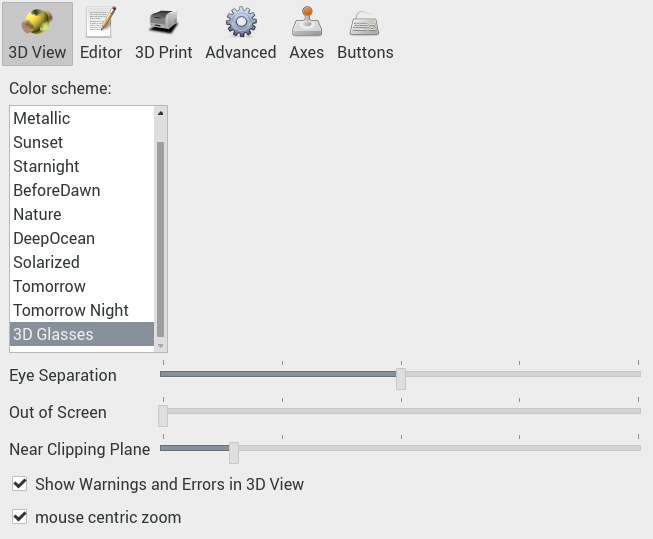 3D View Editor 3D Print Advanced Axes Buttons
Color scheme:
Metallic
Sunset
Starnight
BeforeDawn
Nature
DeepOcean
Solarized
Tomorrow
Tomorrow Night
3D Glasses
Eye Separation
Out of Screen
Near Clipping Plane
Show Warnings and Errors in 3D View
mouse centric zoom